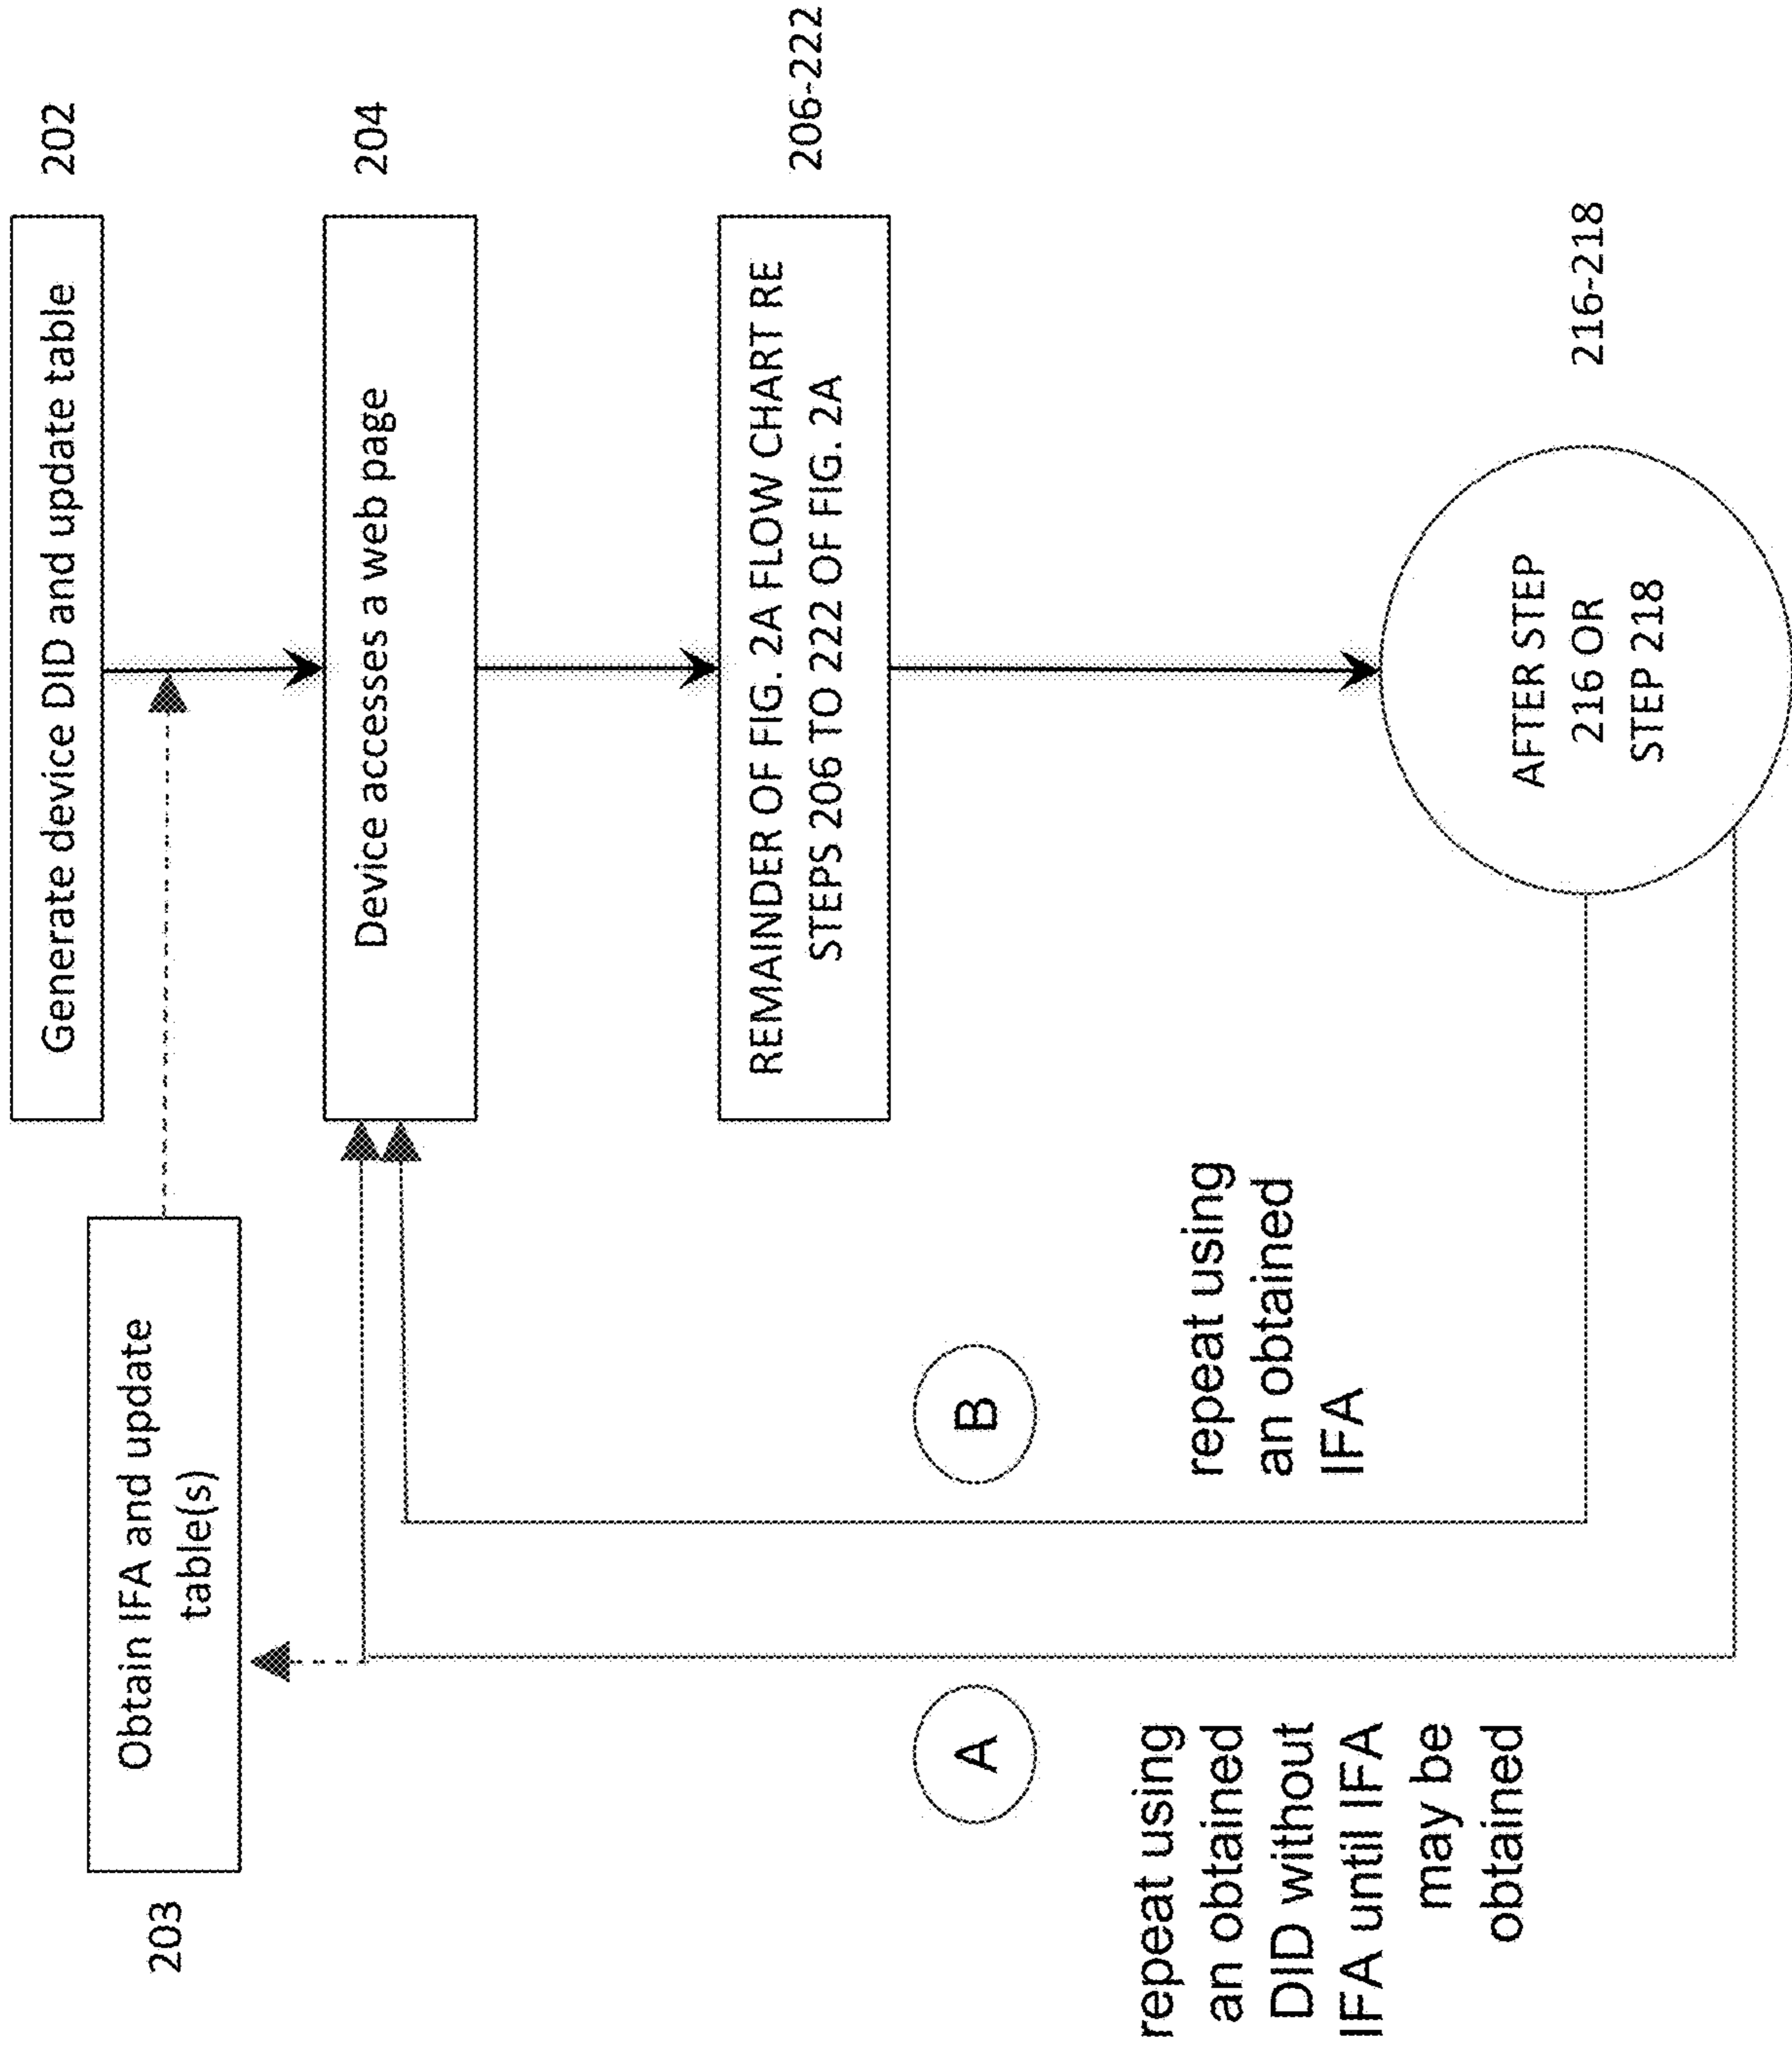 Generate device DID and update table
202
203
Obtain IFA and update
table(s)
Device accesses a web page
204
REMAINDER OF FIG. 2A FLOW CHART RE
STEPS 206 TO 222 OF FIG. 2A
206-222
A
repeat using
an obtained
DID without
IFA until IFA
may be
obtained
B
repeat using
an obtained
IFA
AFTER STEP
216 OR
STEP 218
216-218